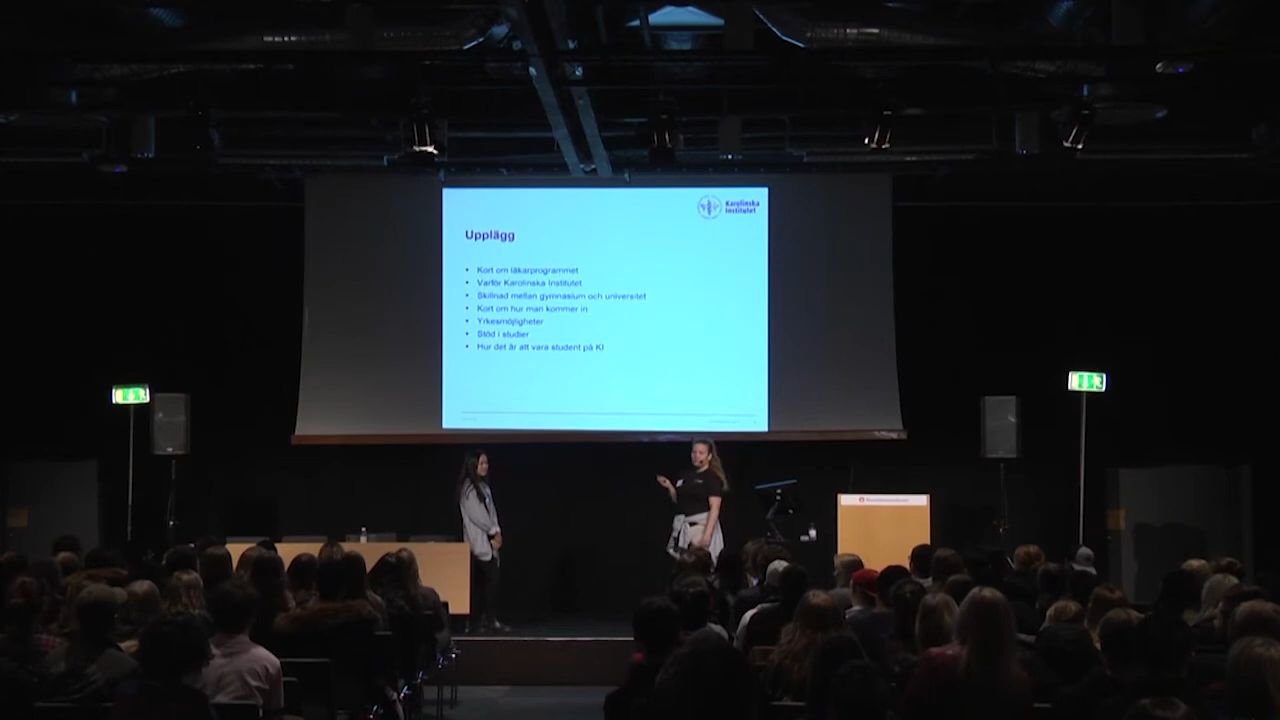 Karolinska
Institutet
Upplägg
• Kort om läkarprogrammet
• Varför Karolinska Institutet
• Skillnad mellan gymnasium och universitet
• Kort om hur man kommer in
• Yrkesmöjligheter
• Stöd i studier
• Hur det är att vara student på KI